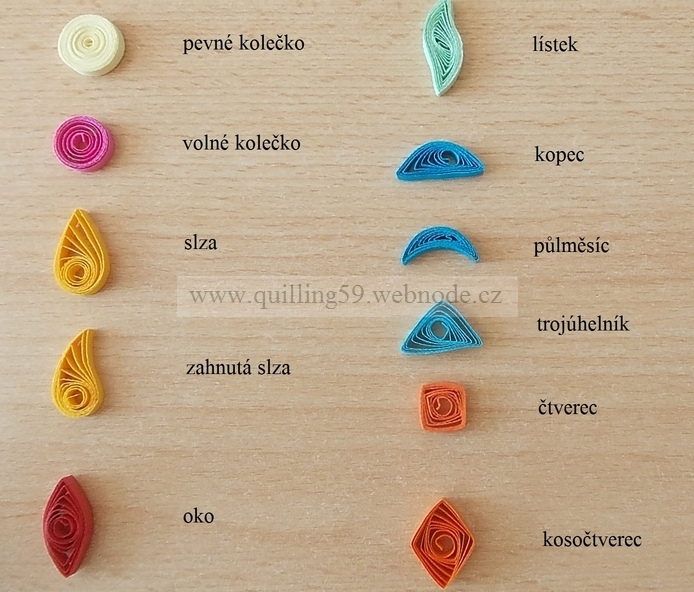 pevné kolečko
volné kolečko
slza
zahnutá slza
oko
lístek
kopec
půlměsíc
trojúhelník
čtverec
kosočtverec
www.quilling59.webnode.cz